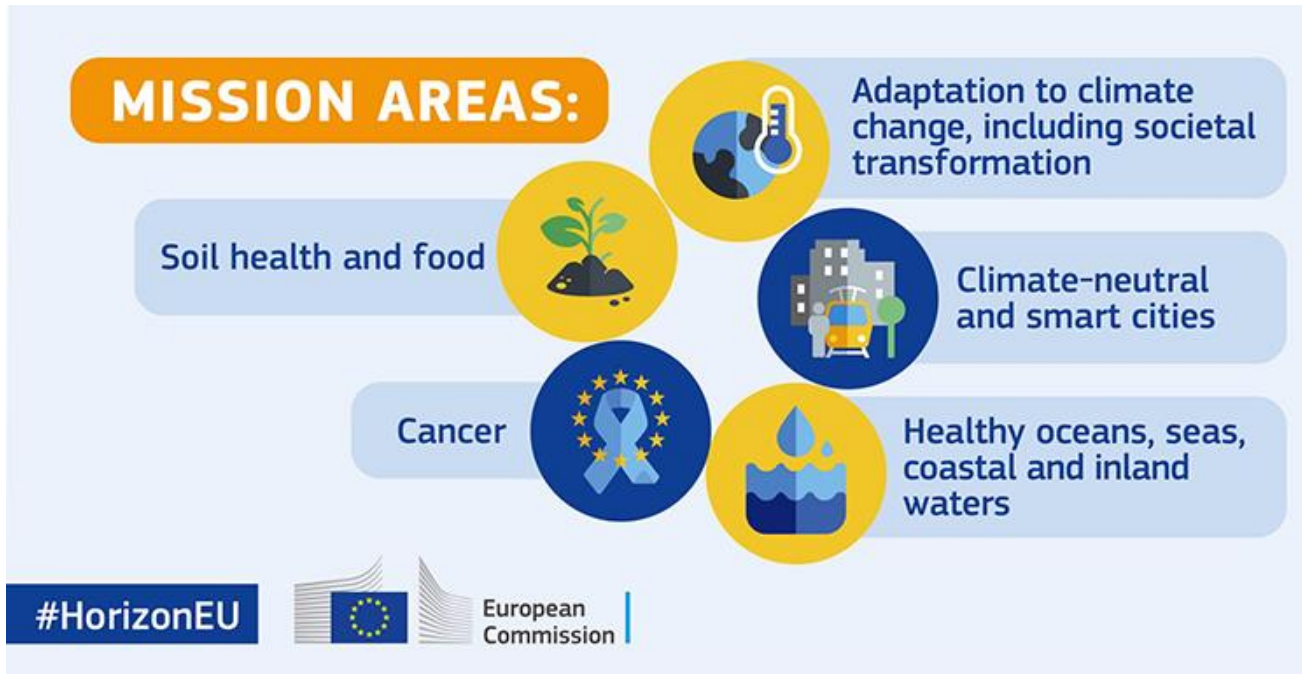 MISSION AREAS:
Adaptation to climate
change, including societal
transformation
Soil health and food
Climate-neutral
and smart cities
Cancer
Healthy oceans, seas,
coastal and inland
waters
#HorizonEU
European
Commission